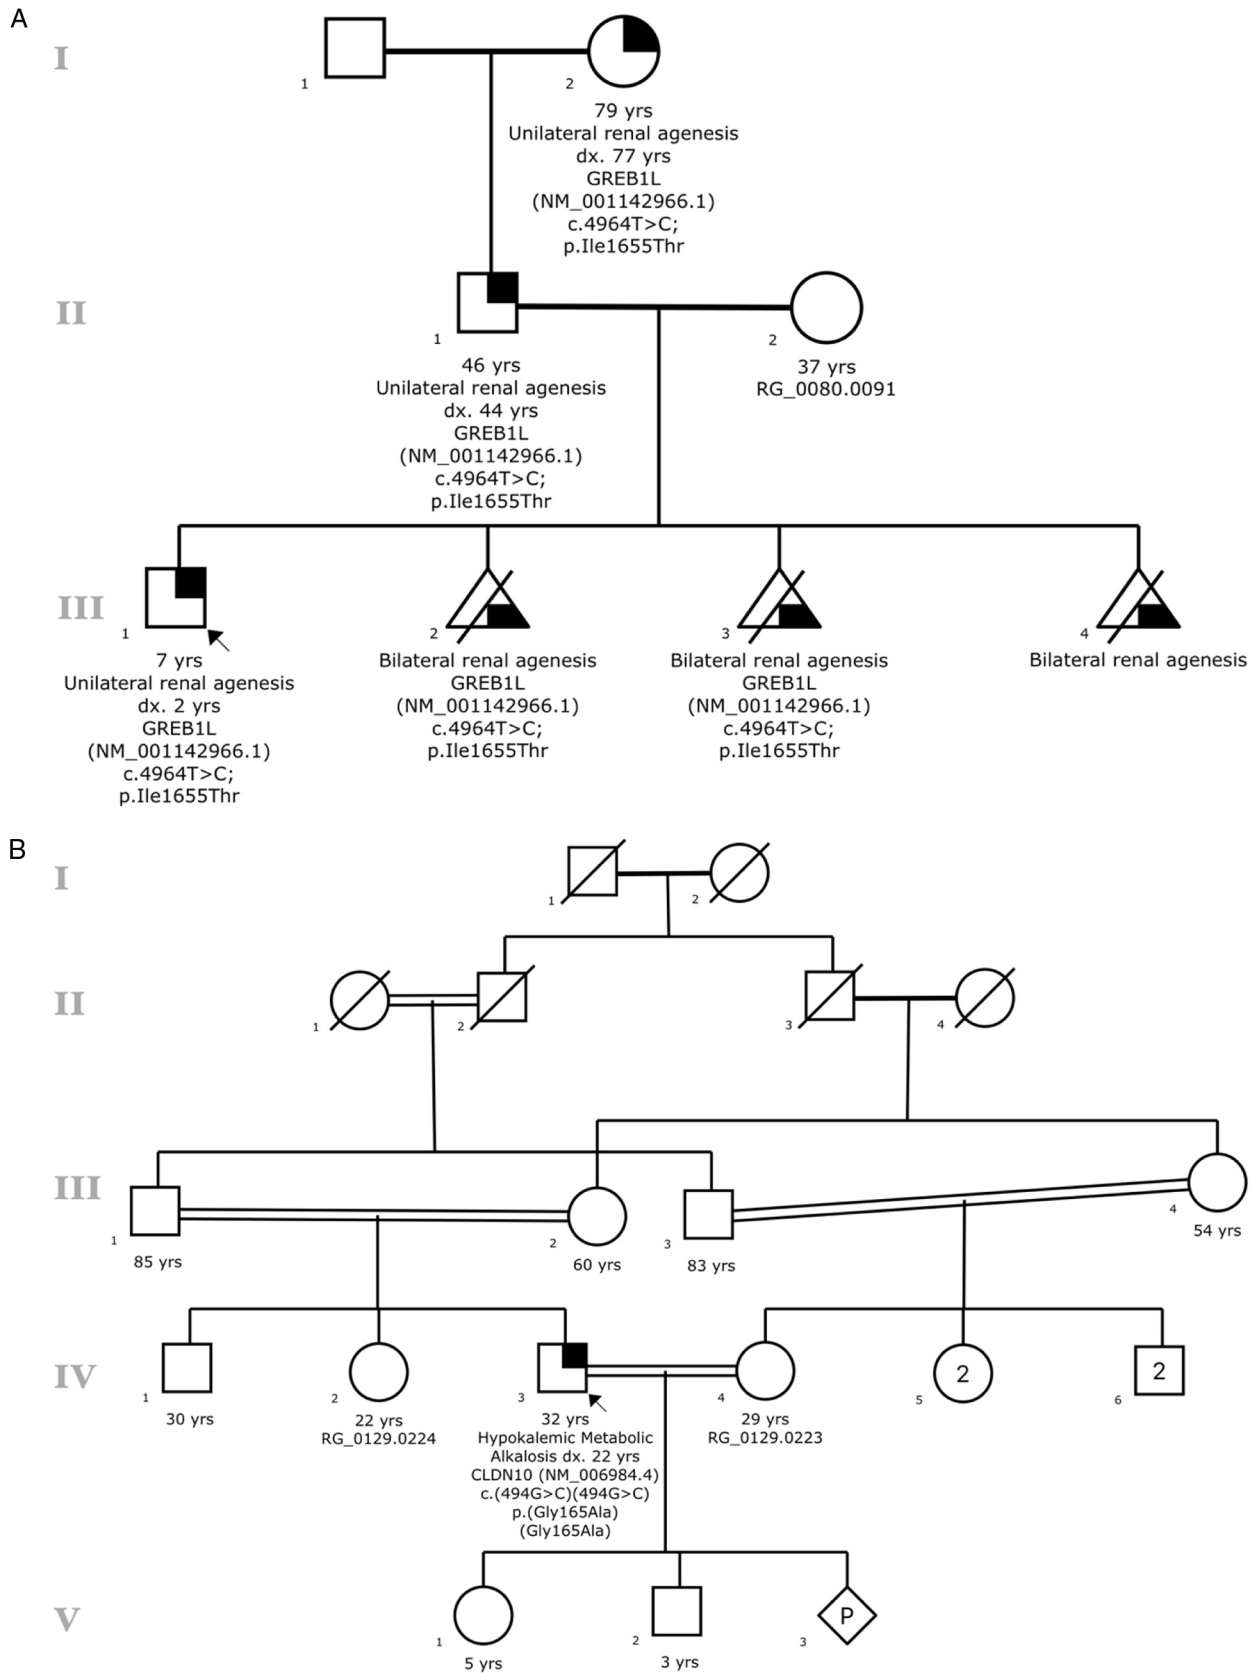 A
I
1
2
79 yrs
Unilateral renal agenesis
dx. 77 yrs
GREB1L
(NM_001142966.1)
c.4964T>C;
p.Ile1655Thr
II
1
2
46 yrs
Unilateral renal agenesis
dx. 44 yrs
GREB1L
(NM_001142966.1)
c.4964T>C;
p.Ile1655Thr
37 yrs
RG_0080.0091
III
1
2
3
4
7 yrs
Unilateral renal agenesis
dx. 2 yrs
GREB1L
(NM_001142966.1)
c.4964T>C;
p.Ile1655Thr
Bilateral renal agenesis
GREB1L
(NM_001142966.1)
c.4964T>C;
p.Ile1655Thr
Bilateral renal agenesis
GREB1L
(NM_001142966.1)
c.4964T>C;
p.Ile1655Thr
Bilateral renal agenesis
B
I
1
2
II
1
2
3
4
III
1
2
3
4
85 yrs
60 yrs
83 yrs
54 yrs
IV
1
2
3
4
5
2
6
2
30 yrs
22 yrs
RG_0129.0224
32 yrs
Hypokalemic Metabolic
Alkalosis dx. 22 yrs
CLDN10 (NM_006984.4)
c.(494G>C)(494G>C)
p.(Gly165Ala)
(Gly165Ala)
29 yrs
RG_0129.0223
V
1
2
3
P
5 yrs
3 yrs